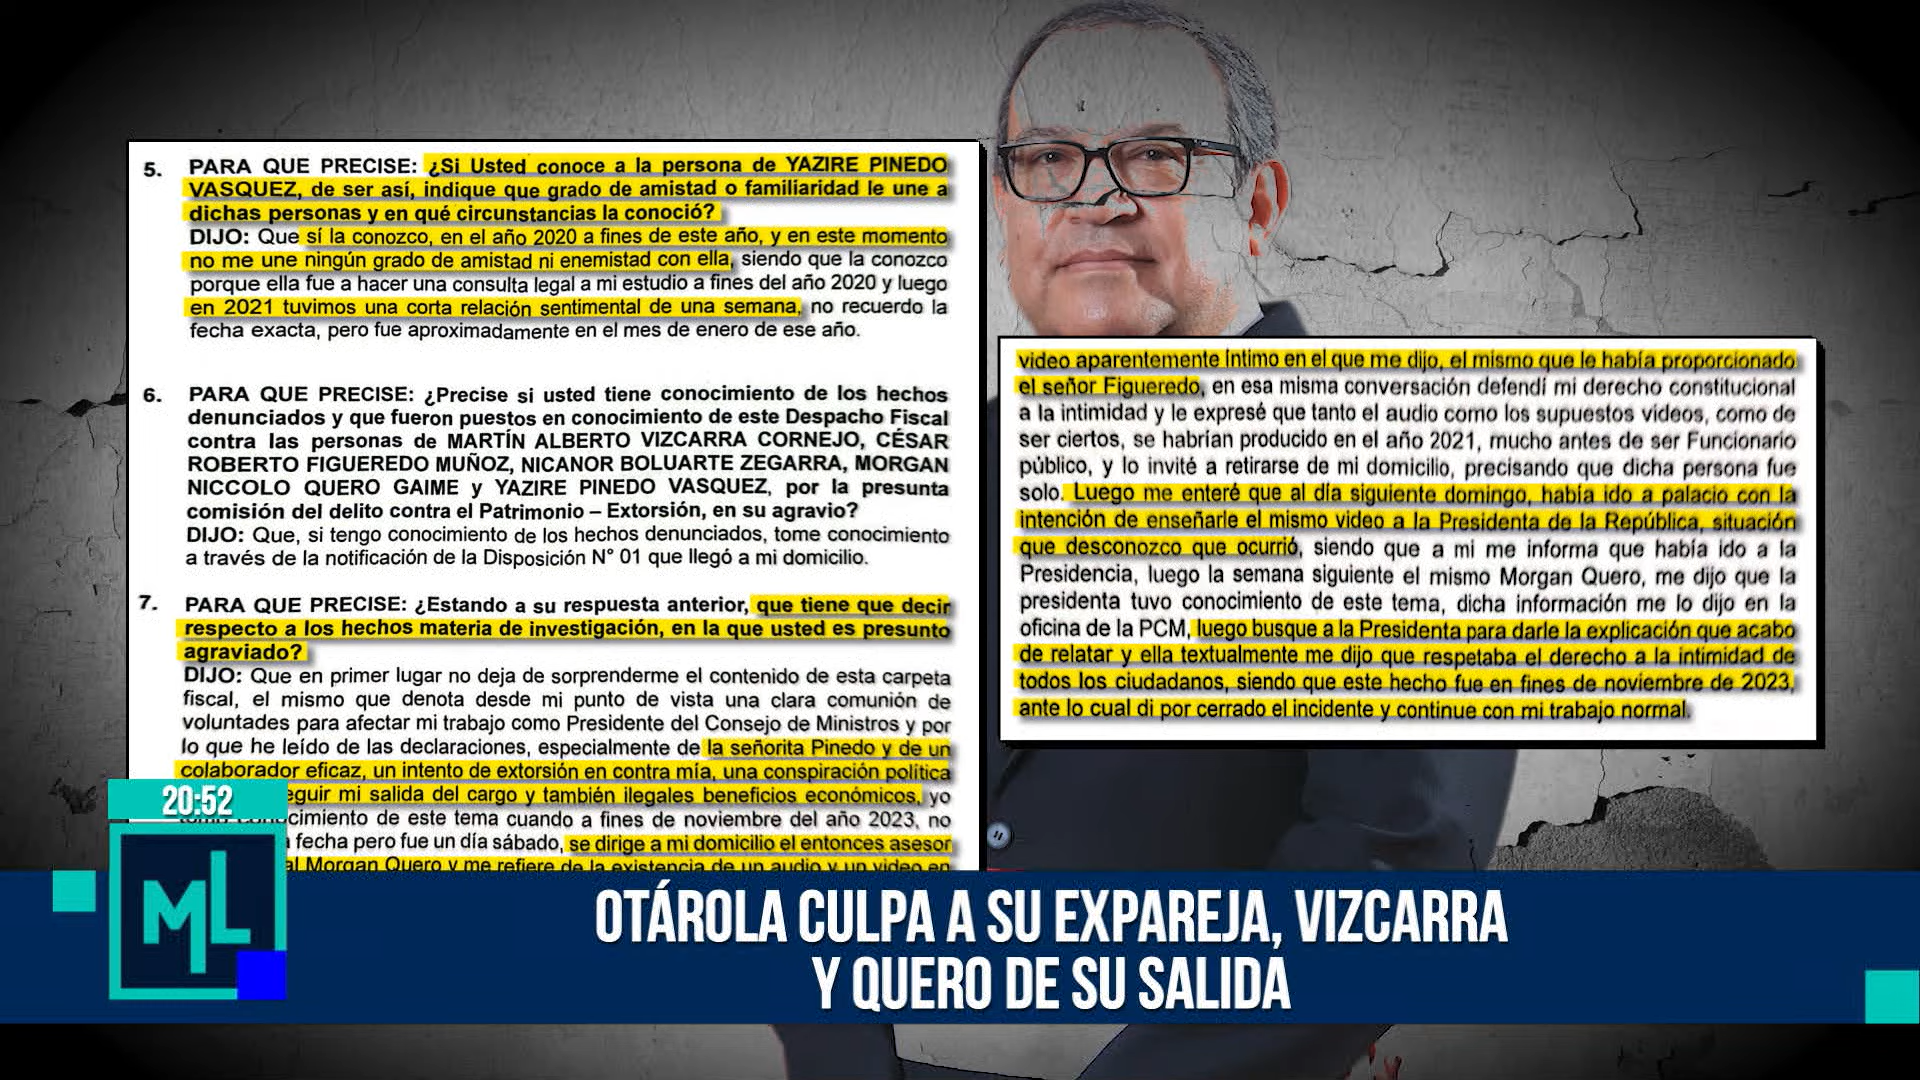 5. PARA QUE PRECISE: ¿Si Usted conoce a la persona de YAZIRE PINEDO
VASQUEZ, de ser así, indique que grado de amistad o familiaridad le une a
dichas personas y en qué circunstancias la conoció?
DIJO: Que sí la conozco, en el año 2020 a fines de este año, y en este momento
no me une ningún grado de amistad ni enemistad con ella, siendo que la conozco
porque ella fue a hacer una consulta legal a mi estudio a fines del año 2020 y luego
en 2021 tuvimos una corta relación sentimental de una semana, no recuerdo la
fecha exacta, pero fue aproximadamente en el mes de enero de ese año.
6. PARA QUE PRECISE: ¿Precise si usted tiene conocimiento de los hechos
denunciados y que fueron puestos en conocimiento de este Despacho Fiscal
contra las personas de MARTÍN ALBERTO VIZCARRA CORNEJO, CÉSAR
ROBERTO FIGUEREDO MUÑOZ, NICANOR BOLUARTE ZEGARRA, MORGAN
NICCOLO QUERO GAIME y YAZIRE PINEDO VASQUEZ, por la presunta
comisión del delito contra el Patrimonio – Extorsión, en su agravio?
DIJO: Que, si tengo conocimiento de los hechos denunciados, tome conocimiento
a través de la notificación de la Disposición N° 01 que llegó a mi domicilio.
7. PARA QUE PRECISE: ¿Estando a su respuesta anterior, que tiene que decir
respecto a los hechos materia de investigación, en la que usted es presunto
agraviado?
DIJO: Que en primer lugar no deja de sorprenderme el contenido de esta carpeta
fiscal, el mismo que denota desde mi punto de vista una clara comunión de
voluntades para afectar mi trabajo como Presidente del Consejo de Ministros y por
lo que he leído de las declaraciones, especialmente de la señorita Pinedo y de un
colaborador eficaz, un intento de extorsión en contra mía, una conspiración política
eguir mi salida del cargo y también ilegales beneficios económicos, yo
cimiento de este tema cuando a fines de noviembre del año 2023, no
fecha pero fue un día sábado, se dirige a mi domicilio el entonces asesor
al Morgan Quero y me refiere de la existencia de un audio y un video en
video aparentemente íntimo en el que me dijo, el mismo que le había proporcionado
el señor Figueredo, en esa misma conversación defendí mi derecho constitucional
a la intimidad y le expresé que tanto el audio como los supuestos videos, como de
ser ciertos, se habrían producido en el año 2021, mucho antes de ser Funcionario
público, y lo invité a retirarse de mi domicilio, precisando que dicha persona fue
solo. Luego me enteré que al día siguiente domingo, había ido a palacio con la
intención de enseñarle el mismo video a la Presidenta de la República, situación
que desconozco que ocurrió, siendo que a mi me informa que había ido a la
Presidencia, luego la semana siguiente el mismo Morgan Quero, me dijo que la
presidenta tuvo conocimiento de este tema, dicha información me lo dijo en la
oficina de la PCM, luego busque a la Presidenta para darle la explicación que acabo
de relatar y ella textualmente me dijo que respetaba el derecho a la intimidad de
todos los ciudadanos, siendo que este hecho fue en fines de noviembre de 2023,
ante lo cual di por cerrado el incidente y continue con mi trabajo normal.
20:52
ML
OTÁROLA CULPA A SU EXPAREJA, VIZCARRA
Y QUERO DE SU SALIDA